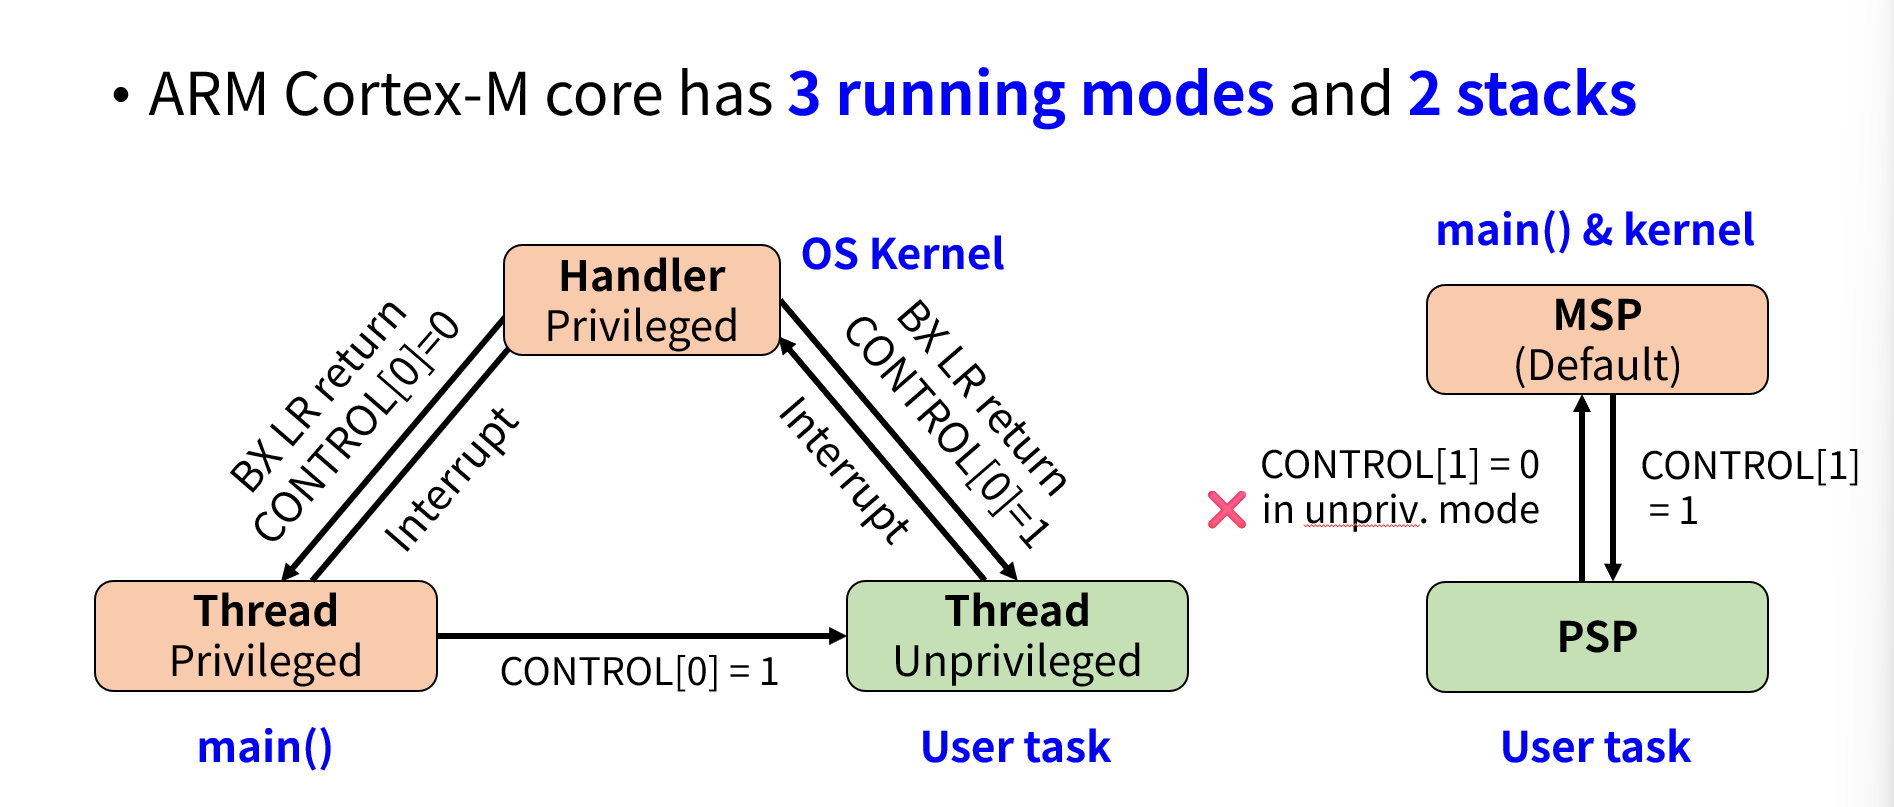 • ARM Cortex-M core has 3 running modes and 2 stacks
Handler
Privileged
OS Kernel
BX LR return
CONTROL[0]=0
Interrupt
BX LR return
CONTROL[0]=1
Interrupt
Thread
Privileged
main()
CONTROL[0] = 1
Thread
Unprivileged
User task
main() & kernel
MSP
(Default)
CONTROL[1] = 0
❌ in unpriv. mode
CONTROL[1]
= 1
PSP
User task